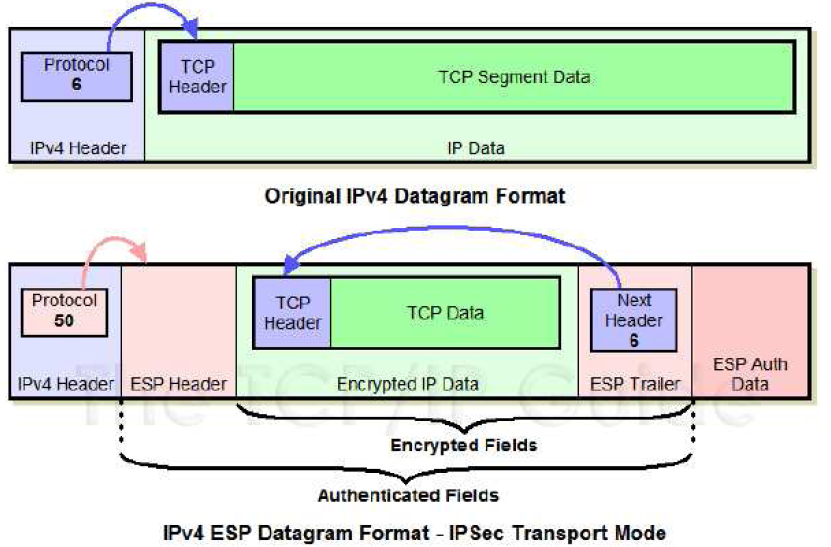 Protocol
6
TCP
Header
TCP Segment Data
IPv4 Header
IP Data
Original IPv4 Datagram Format
Protocol
50
TCP
Header
TCP Data
Next
Header
6
IPv4 Header
ESP Header
Encrypted IP Data
ESP Trailer
ESP Auth
Data
The TCP/IP Guide
Encrypted Fields
Authenticated Fields
IPv4 ESP Datagram Format - IPSec Transport Mode